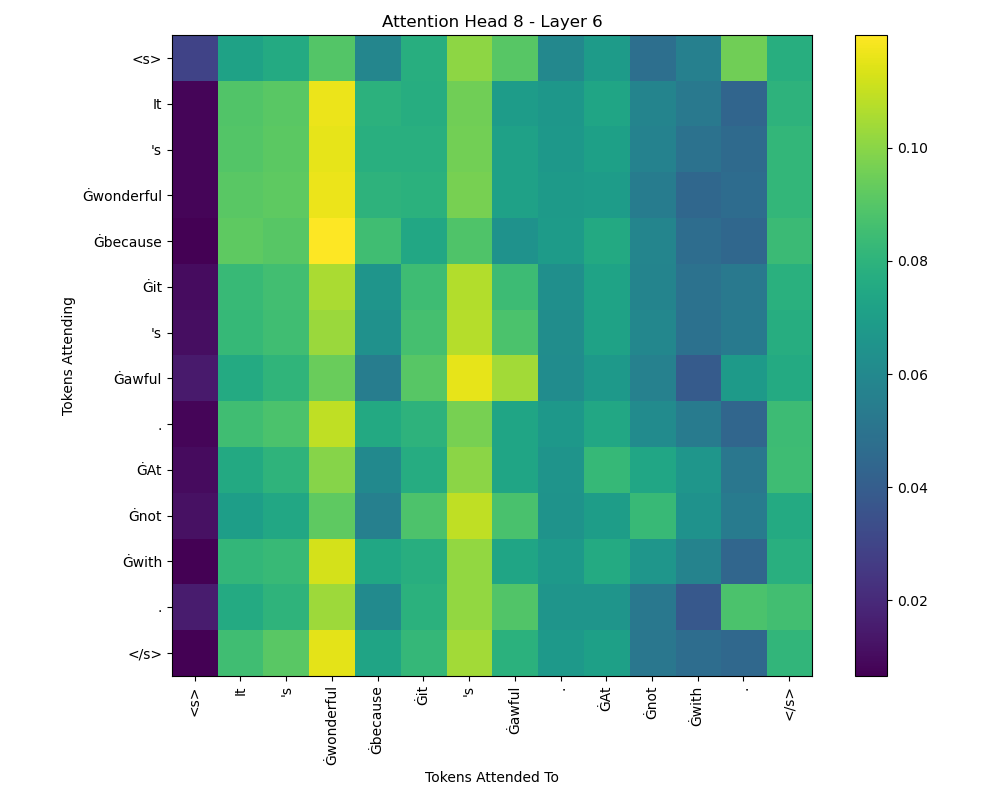 Attention Head 8 - Layer 6
<s>
It
's
Ġwonderful
Ġbecause
Ġit
's
Ġawful
.
ĠAt
Ġnot
Ġwith
.
</s>
Tokens Attending
<s>
It
's
Ġwonderful
Ġbecause
Ġit
's
Ġawful
.
ĠAt
Ġnot
Ġwith
.
</s>
Tokens Attended To
0.10
0.08
0.06
0.04
0.02